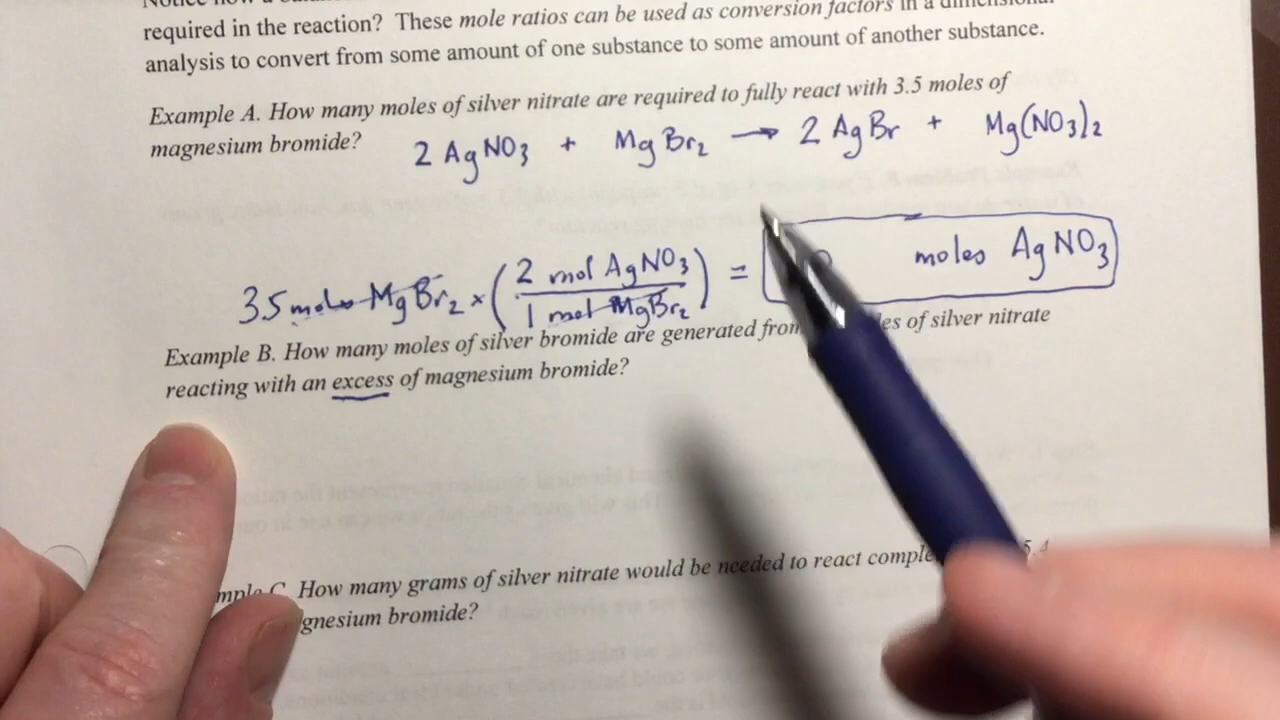 required in the reaction? These mole ratios can be used as conversion factors in a
analysis to convert from some amount of one substance to some amount of another substance.
Example A. How many moles of silver nitrate are required to fully react with 3.5 moles of
magnesium bromide?
2 AgNO₃ + MgBr₂ → 2 AgBr + Mg(NO₃)₂
3.5 moles MgBr₂ × (2 mol AgNO₃ / 1 mol MgBr₂) = moles AgNO₃
Example B. How many moles of silver bromide are generated from of silver nitrate
reacting with an excess of magnesium bromide?
How many grams of silver nitrate would be needed to react
bromide?